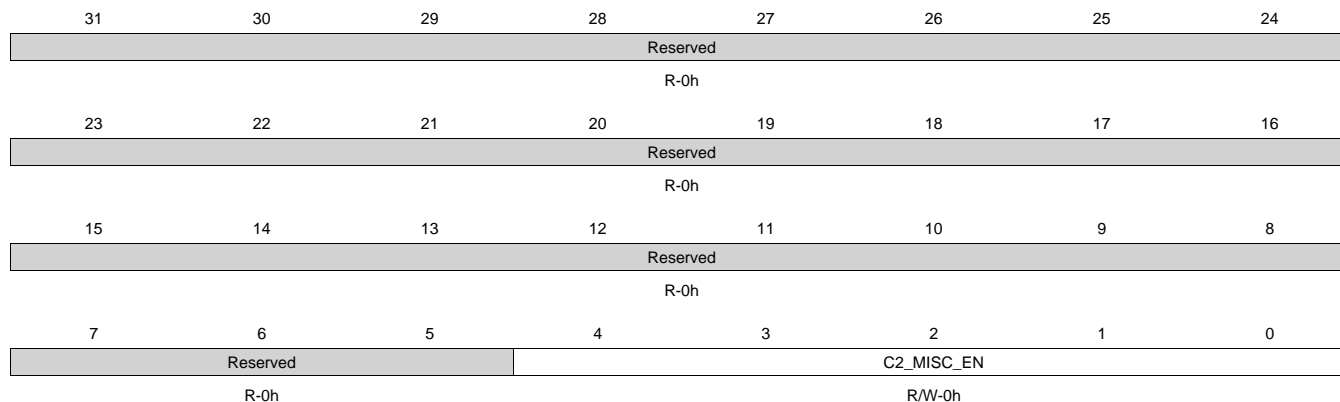 31 30 29 28 27 26 25 24
Reserved
R-0h
23 22 21 20 19 18 17 16
Reserved
R-0h
15 14 13 12 11 10 9 8
Reserved
R-0h
7 6 5 4 3 2 1 0
Reserved C2_MISC_EN
R-0h R/W-0h